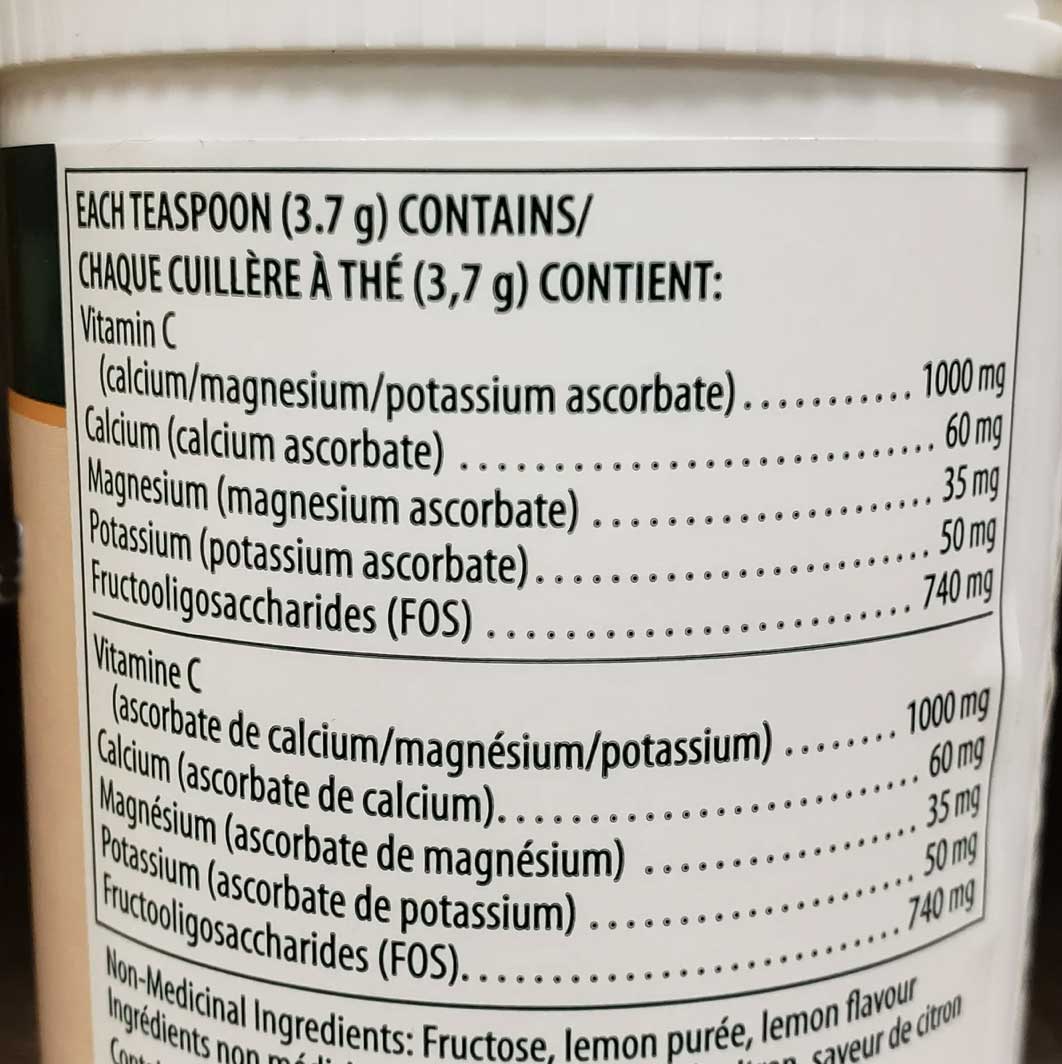 EACH TEASPOON (3.7 g) CONTAINS/
CHAQUE CUILLÈRE À THÉ (3,7 g) CONTIENT:
Vitamin C
(calcium/magnesium/potassium ascorbate) ........... 1000 mg
Calcium (calcium ascorbate) .......................... 60 mg
Magnesium (magnesium ascorbate) .................... 35 mg
Potassium (potassium ascorbate) ....................... 50 mg
Fructooligosaccharides (FOS) ........................ 740 mg
Vitamine C
(ascorbate de calcium/magnésium/potassium) ........ 1000 mg
Calcium (ascorbate de calcium) ........................ 60 mg
Magnésium (ascorbate de magnésium) ................ 35 mg
Potassium (ascorbate de potassium) ................... 50 mg
Fructooligosaccharides (FOS) ........................ 740 mg
Non-Medicinal Ingredients: Fructose, lemon purée, lemon flavour
Ingrédients non saveur de citron